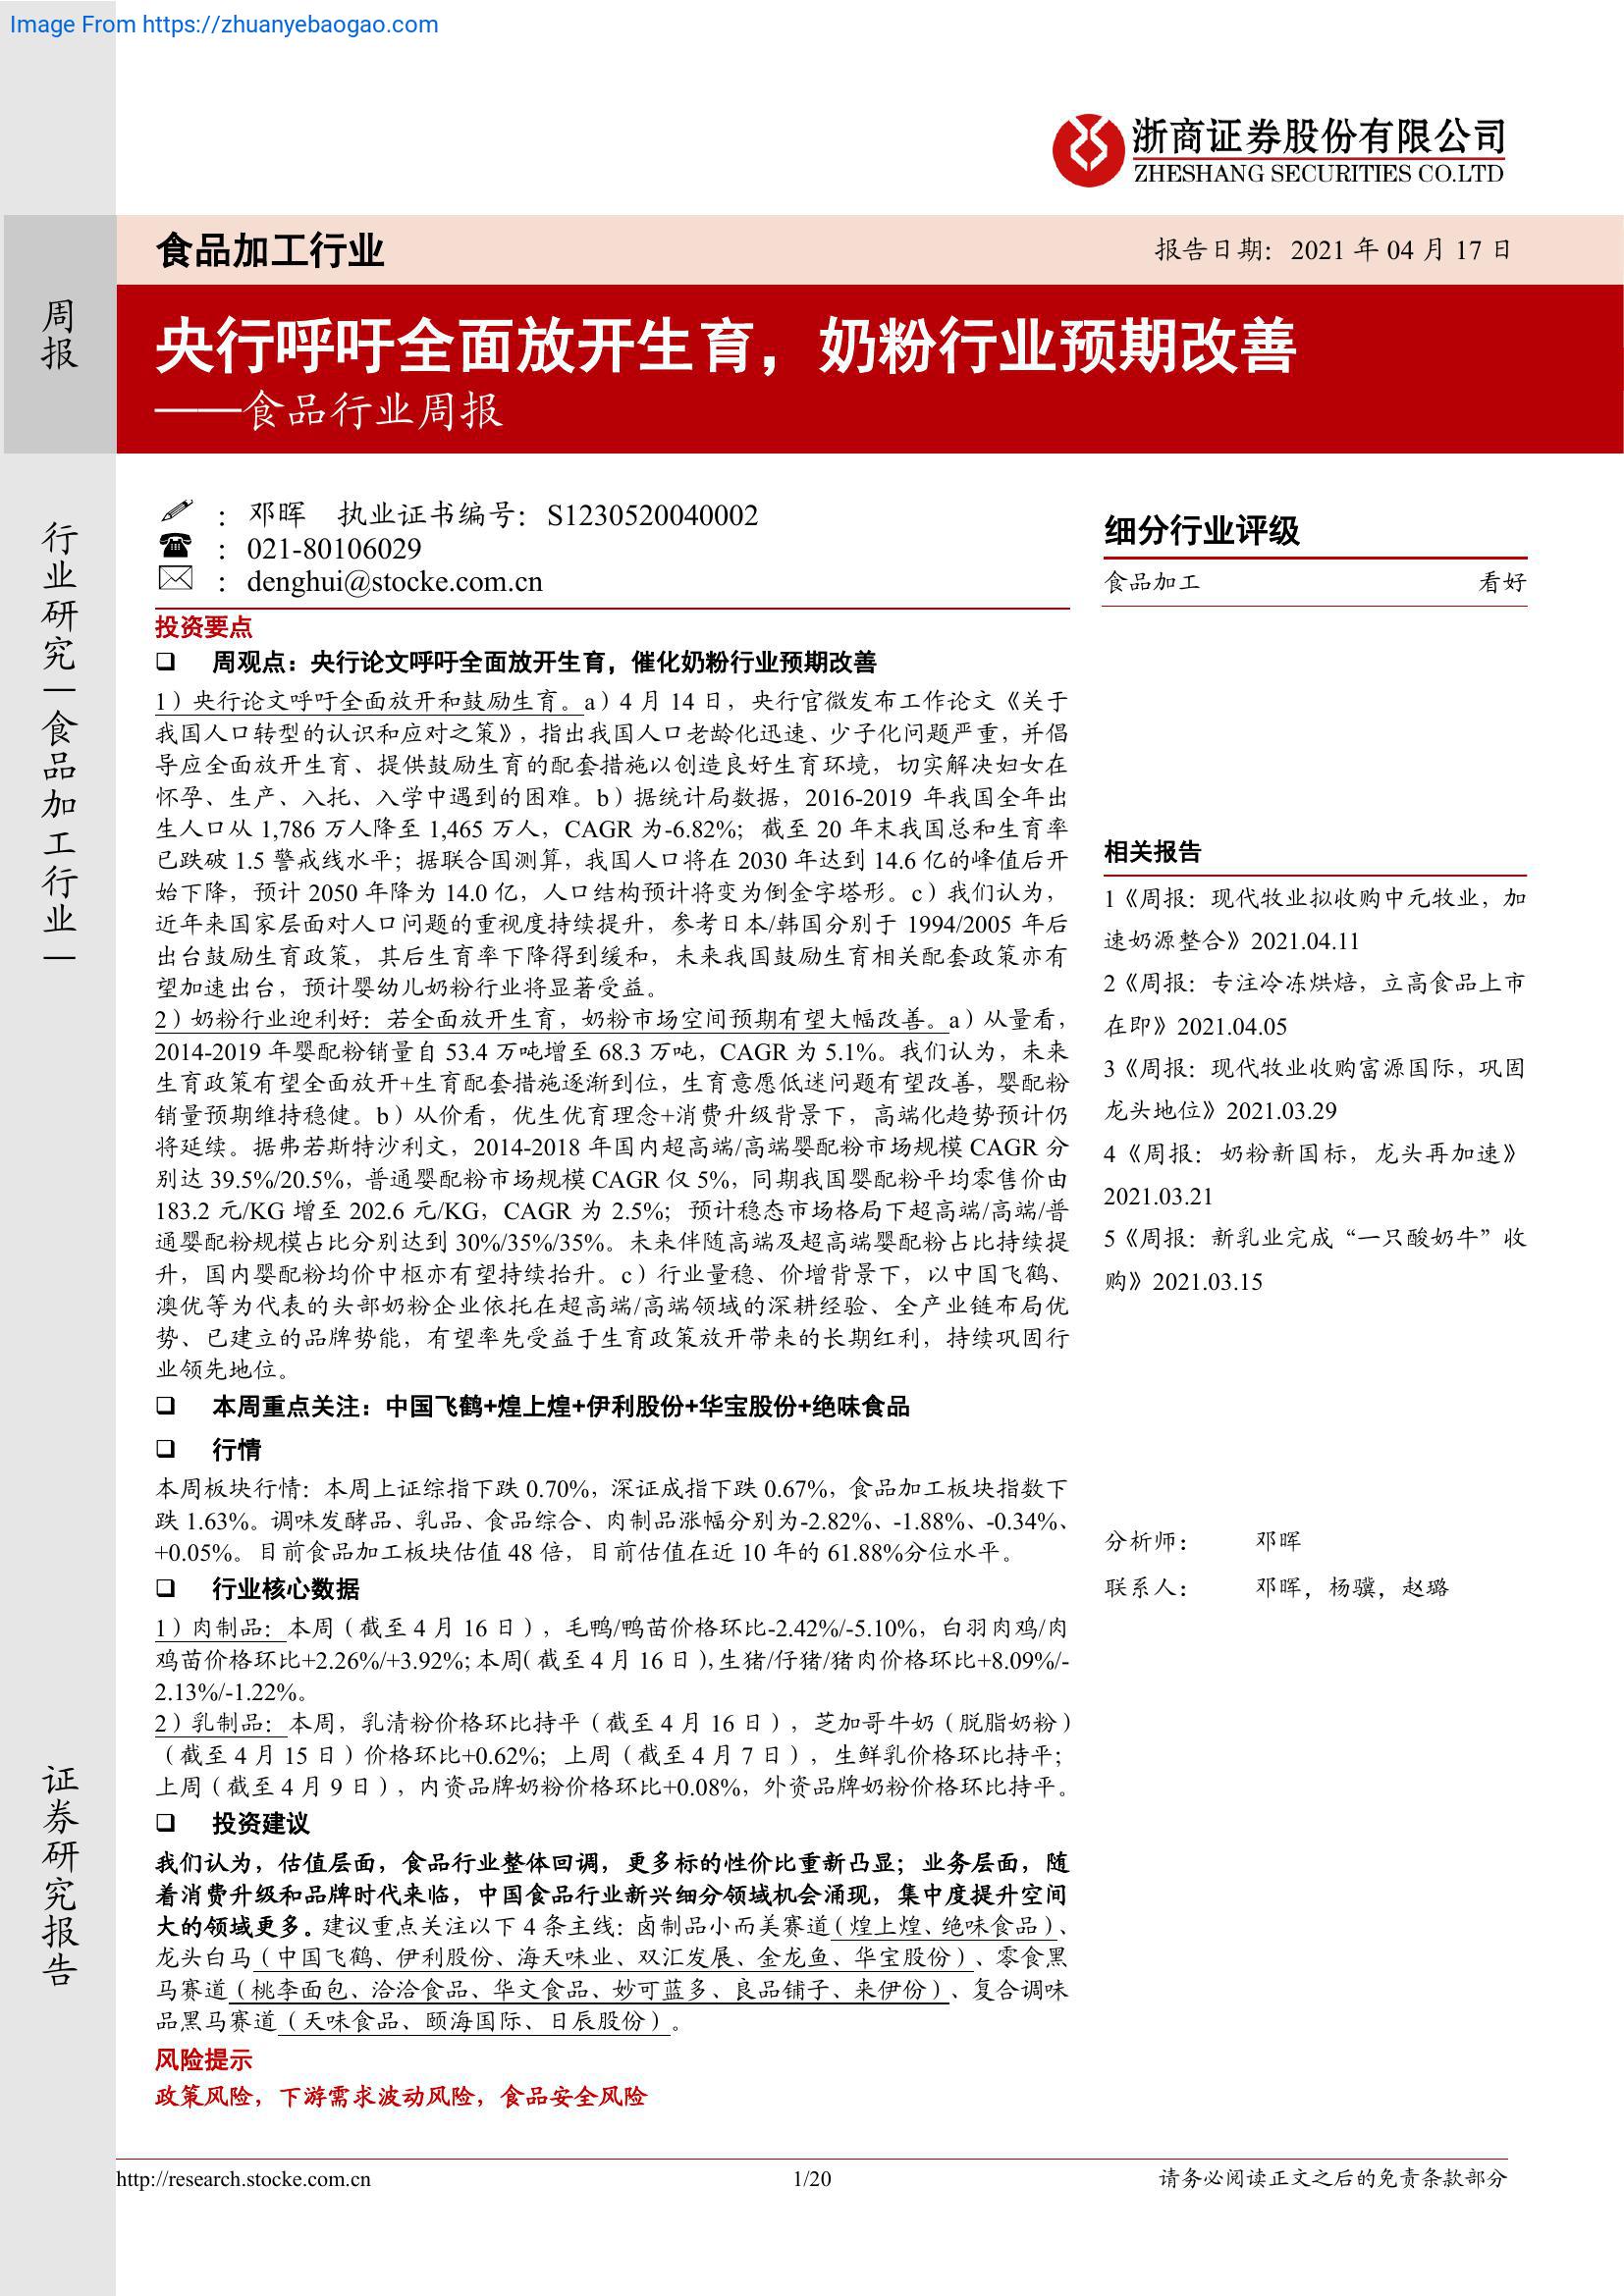 Image From https://zhuanyebaogao.com
浙商证券股份有限公司
ZHESHANG SECURITIES CO.LTD
食品加工行业
报告日期：2021 年 04 月 17 日
周报
央行呼吁全面放开生育，奶粉行业预期改善
——食品行业周报
行业研究｜食品加工行业｜
证券研究报告
：邓晖 执业证书编号：S1230520040002
：021-80106029
：denghui@stocke.com.cn
投资要点
❑ 周观点：央行论文呼吁全面放开生育，催化奶粉行业预期改善
1）央行论文呼吁全面放开和鼓励生育。a）4 月 14 日，央行官微发布工作论文《关于
我国人口转型的认识和应对之策》，指出我国人口老龄化迅速、少子化问题严重，并倡
导应全面放开生育、提供鼓励生育的配套措施以创造良好生育环境，切实解决妇女在
怀孕、生产、入托、入学中遇到的困难。b）据统计局数据，2016-2019 年我国全年出
生人口从 1,786 万人降至 1,465 万人，CAGR 为-6.82%；截至 20 年末我国总和生育率
已跌破 1.5 警戒线水平；据联合国测算，我国人口将在 2030 年达到 14.6 亿的峰值后开
始下降，预计 2050 年降为 14.0 亿，人口结构预计将变为倒金字塔形。c）我们认为，
近年来国家层面对人口问题的重视度持续提升，参考日本/韩国分别于 1994/2005 年后
出台鼓励生育政策，其后生育率下降得到缓和，未来我国鼓励生育相关配套政策亦有
望加速出台，预计婴幼儿奶粉行业将显著受益。
2）奶粉行业迎利好：若全面放开生育，奶粉市场空间预期有望大幅改善。a）从量看，
2014-2019 年婴配粉销量自 53.4 万吨增至 68.3 万吨，CAGR 为 5.1%。我们认为，未来
生育政策有望全面放开+生育配套措施逐渐到位，生育意愿低迷问题有望改善，婴配粉
销量预期维持稳健。b）从价看，优生优育理念+消费升级背景下，高端化趋势预计仍
将延续。据弗若斯特沙利文，2014-2018 年国内超高端/高端婴配粉市场规模 CAGR 分
别达 39.5%/20.5%，普通婴配粉市场规模 CAGR 仅 5%，同期我国婴配粉平均零售价由
183.2 元/KG 增至 202.6 元/KG，CAGR 为 2.5%；预计稳态市场格局下超高端/高端/普
通婴配粉规模占比分别达到 30%/35%/35%。未来伴随高端及超高端婴配粉占比持续提
升，国内婴配粉均价中枢亦有望持续抬升。c）行业量稳、价增背景下，以中国飞鹤、
澳优等为代表的头部奶粉企业依托在超高端/高端领域的深耕经验、全产业链布局优
势、已建立的品牌势能，有望率先受益于生育政策放开带来的长期红利，持续巩固行
业领先地位。
❑ 本周重点关注：中国飞鹤+煌上煌+伊利股份+华宝股份+绝味食品
❑ 行情
本周板块行情：本周上证综指下跌 0.70%，深证成指下跌 0.67%，食品加工板块指数下
跌 1.63%。调味发酵品、乳品、食品综合、肉制品涨幅分别为-2.82%、-1.88%、-0.34%、
+0.05%。目前食品加工板块估值 48 倍，目前估值在近 10 年的 61.88%分位水平。
❑ 行业核心数据
1）肉制品：本周（截至 4 月 16 日），毛鸭/鸭苗价格环比-2.42%/-5.10%，白羽肉鸡/肉
鸡苗价格环比+2.26%/+3.92%；本周（截至 4 月 16 日），生猪/仔猪/猪肉价格环比+8.09%/-
2.13%/-1.22%。
2）乳制品：本周，乳清粉价格环比持平（截至 4 月 16 日），芝加哥牛奶（脱脂奶粉）
（截至 4 月 15 日）价格环比+0.62%；上周（截至 4 月 7 日），生鲜乳价格环比持平；
上周（截至 4 月 9 日），内资品牌奶粉价格环比+0.08%，外资品牌奶粉价格环比持平。
❑ 投资建议
我们认为，估值层面，食品行业整体回调，更多标的性价比重新凸显；业务层面，随
着消费升级和品牌时代来临，中国食品行业新兴细分领域机会涌现，集中度提升空间
大的领域更多。建议重点关注以下 4 条主线：卤制品小而美赛道（煌上煌、绝味食品）、
龙头白马（中国飞鹤、伊利股份、海天味业、双汇发展、金龙鱼、华宝股份）、零食黑
马赛道（桃李面包、洽洽食品、华文食品、妙可蓝多、良品铺子、来伊份）、复合调味
品黑马赛道（天味食品、颐海国际、日辰股份）。
风险提示
政策风险，下游需求波动风险，食品安全风险
细分行业评级
食品加工 看好
相关报告
1《周报：现代牧业拟收购中元牧业，加
速奶源整合》2021.04.11
2《周报：专注冷冻烘焙，立高食品上市
在即》2021.04.05
3《周报：现代牧业收购富源国际，巩固
龙头地位》2021.03.29
4《周报：奶粉新国标，龙头再加速》
2021.03.21
5《周报：新乳业完成“一只酸奶牛”收
购》2021.03.15
分析师： 邓晖
联系人： 邓晖，杨骥，赵璐
http://research.stocke.com.cn
1/20
请务必阅读正文之后的免责条款部分